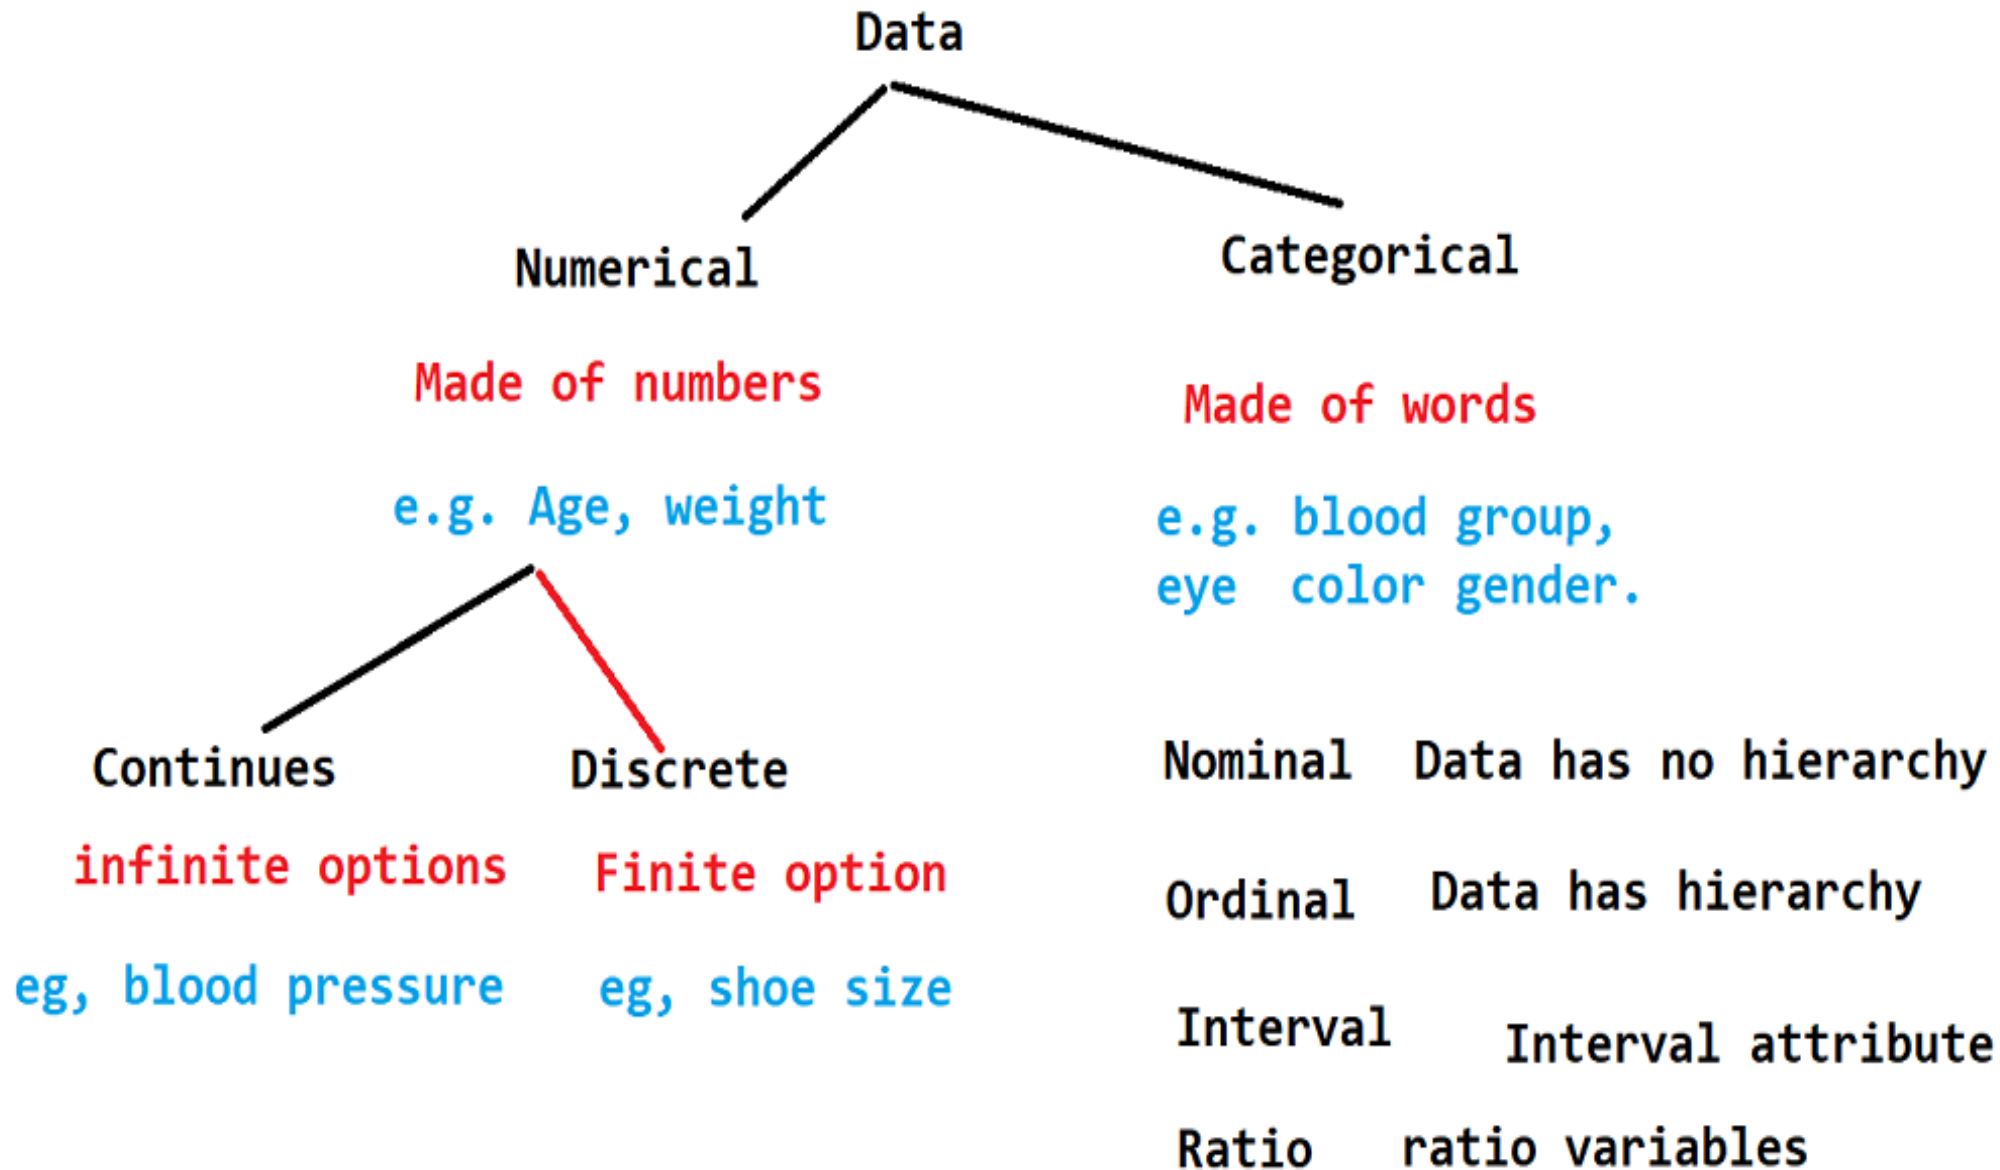 Data
Numerical
Categorical
Made of numbers
Made of words
e.g. Age, weight
e.g. blood group,
eye color gender.
Continues
Discrete
infinite options
Finite option
eg, blood pressure
eg, shoe size
Nominal Data has no hierarchy
Ordinal Data has hierarchy
Interval Interval attribute
Ratio ratio variables